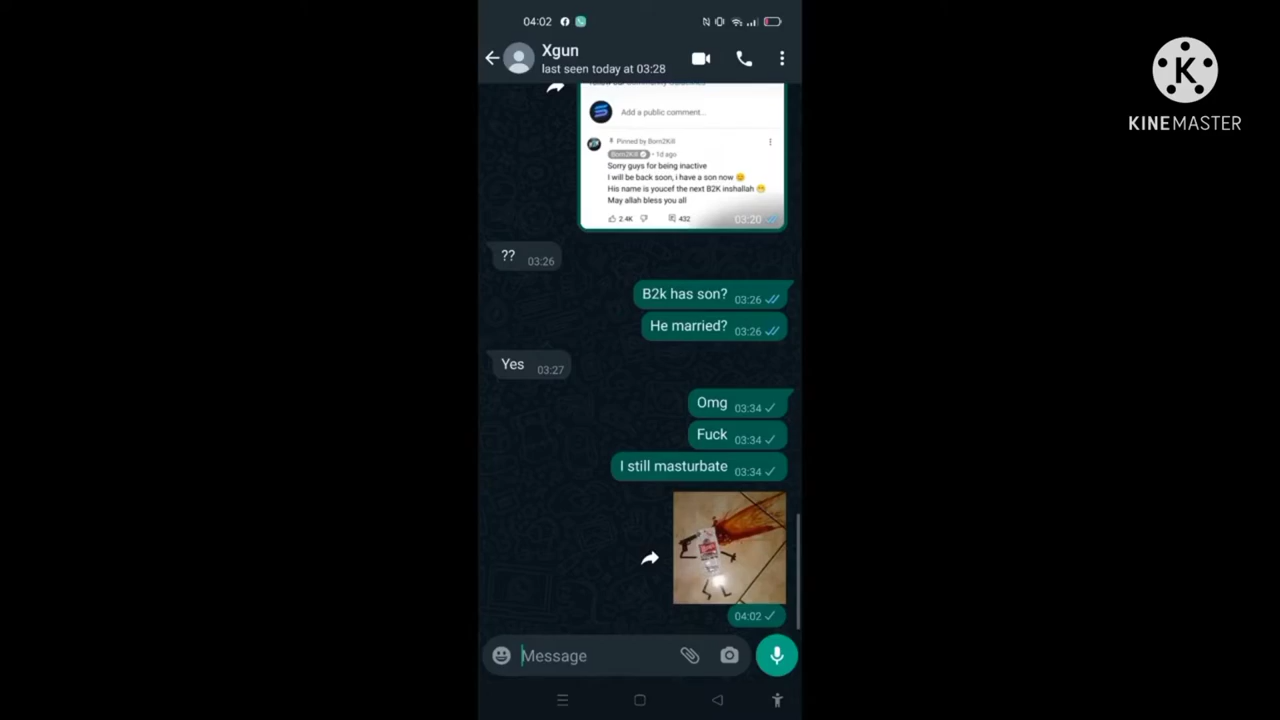 04:02
Xgun
last seen today at 03:28
Add a public comment...
Pinned by Born2Kill
Born2Kill • 1d ago
Sorry guys for being inactive
I will be back soon, i have a son now 😊
His name is youcef the next B2K inshallah 😁
May allah bless you all
2.4K 432
03:20
?? 03:26
B2k has son? 03:26
He married? 03:26
Yes 03:27
Omg 03:34
Fuck 03:34
I still masturbate 03:34
04:02
Message
K
KINEMASTER